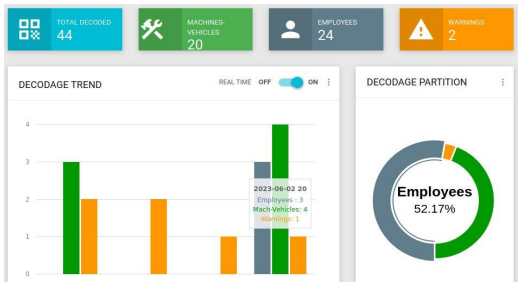 TOTAL DECODED
44
MACHINES-
VEHICLES
20
EMPLOYEES
24
WARNINGS
2
DECODAGE TREND
REAL TIME OFF ON
DECODAGE PARTITION
4
3
2
1
0
2023-06-02 20
Employees : 3
Mach-Vehicles: 4
Warnings: 1
Employees
52.17%